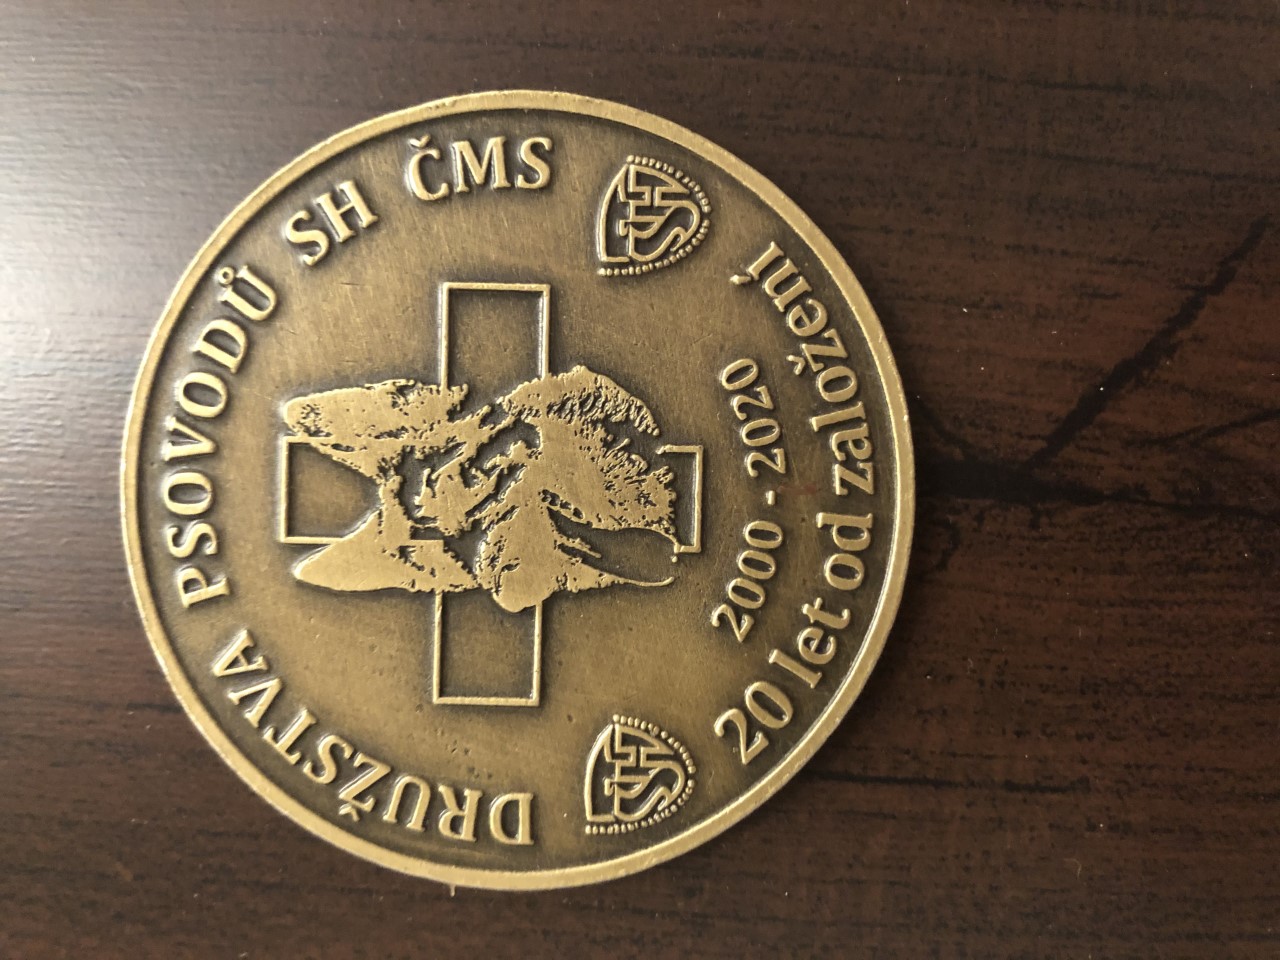 DRUŽSTVA PSOVODŮ SH ČMS
2000 - 2020
20 let od založení